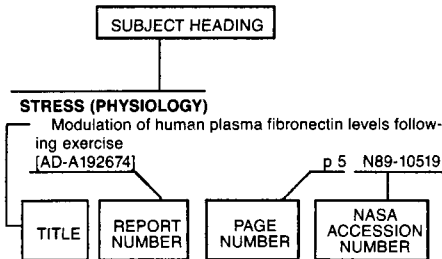 SUBJECT HEADING
STRESS (PHYSIOLOGY)
Modulation of human plasma fibronectin levels follow-
ing exercise
[AD-A192674] p 5 N89-10519
TITLE
REPORT
NUMBER
PAGE
NUMBER
NASA
ACCESSION
NUMBER